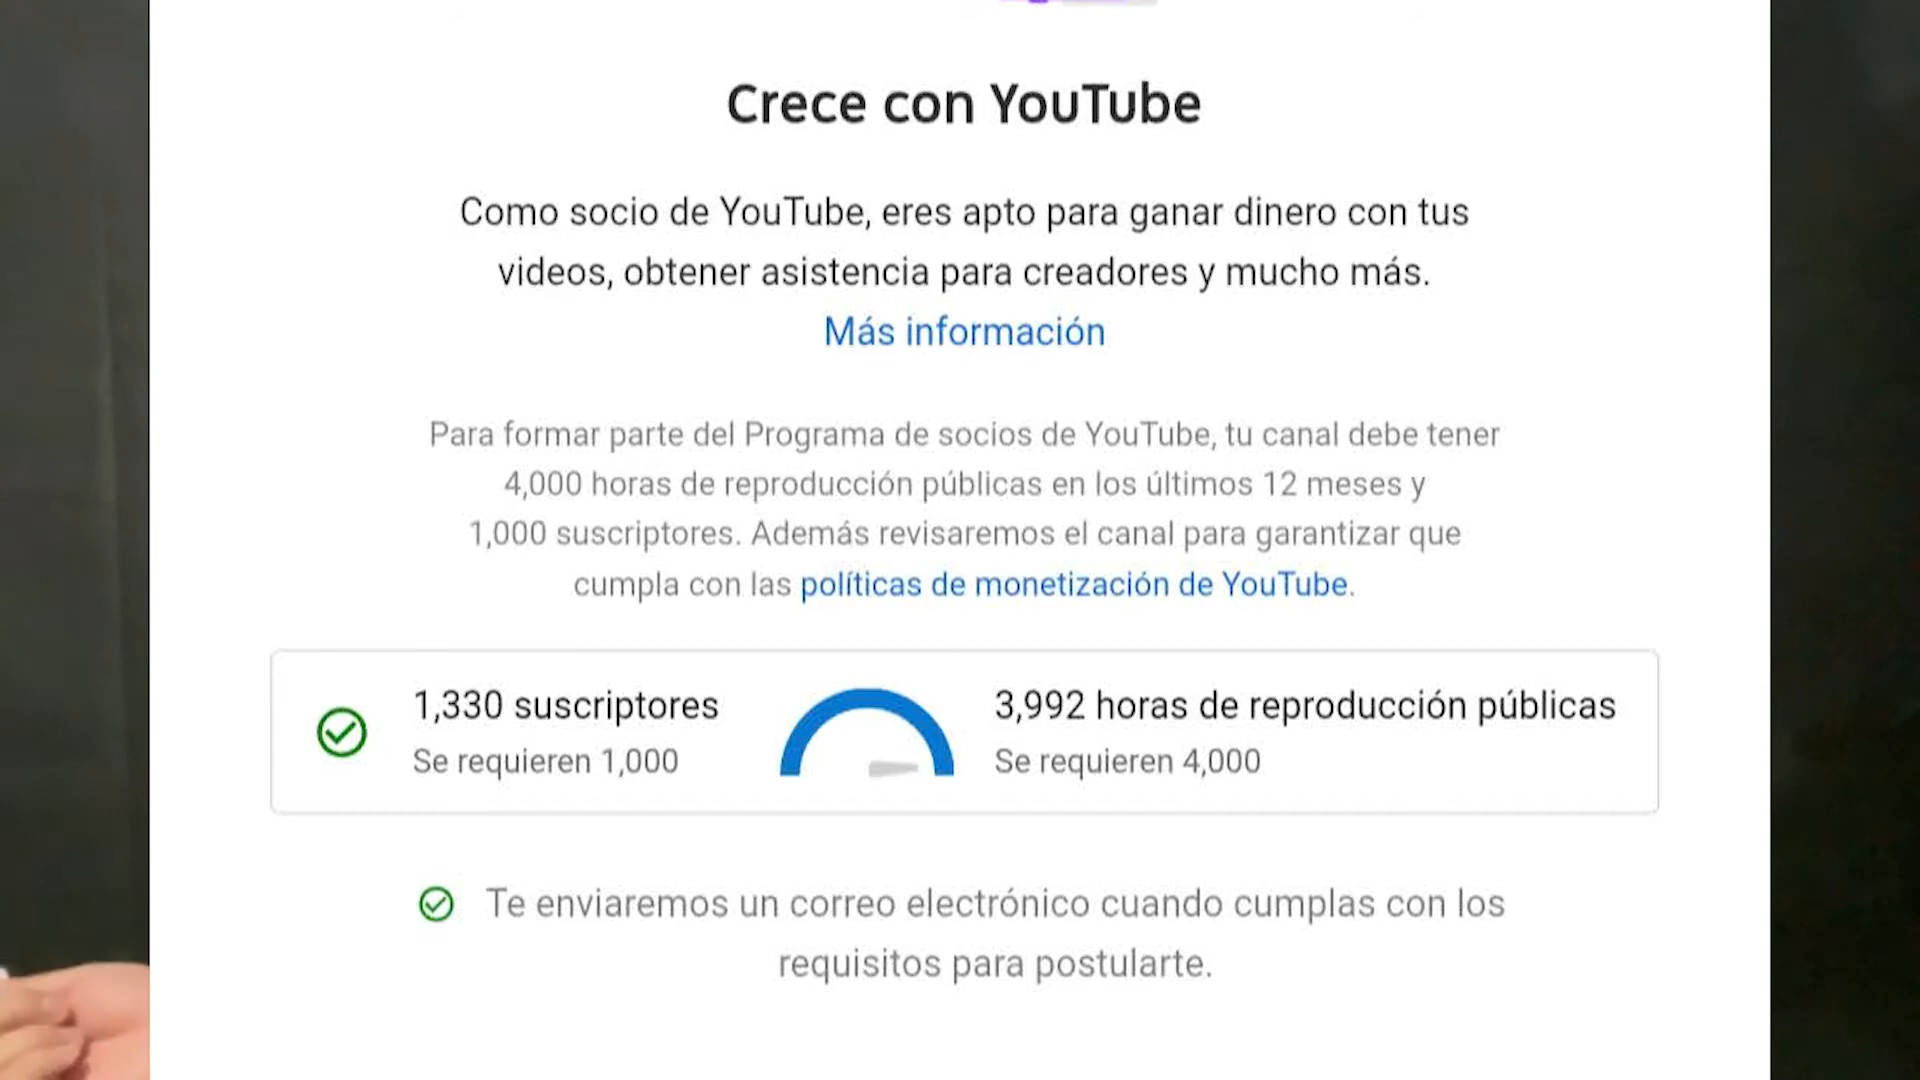 Crece con YouTube
Como socio de YouTube, eres apto para ganar dinero con tus
videos, obtener asistencia para creadores y mucho más.
Más información
Para formar parte del Programa de socios de YouTube, tu canal debe tener
4,000 horas de reproducción públicas en los últimos 12 meses y
1,000 suscriptores. Además revisaremos el canal para garantizar que
cumpla con las políticas de monetización de YouTube.
1,330 suscriptores
Se requieren 1,000
3,992 horas de reproducción públicas
Se requieren 4,000
Te enviaremos un correo electrónico cuando cumplas con los
requisitos para postularte.